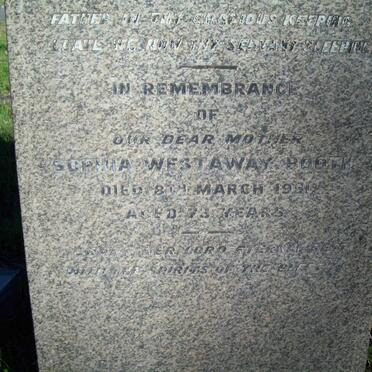 FATHER IN THY GRACIOUS KEEPING
LEAVE WE NOW THY SERVANT SLEEPING
IN REMEMBRANCE
OF
OUR DEAR MOTHER
SOPHIA WESTAWAY BOOTH
DIED 8TH MARCH
AGED 73 YEARS
HER LORD
WITH THE SPIRITS OF THE